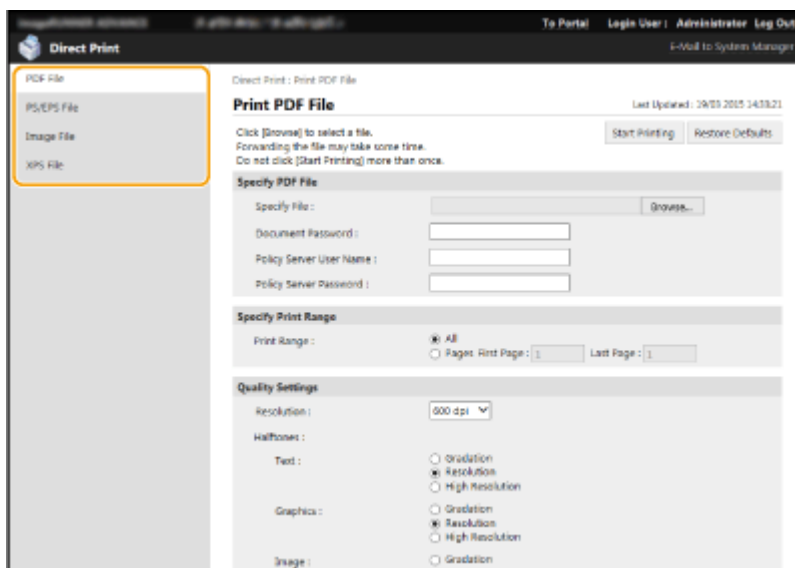 To Portal Login User : Administrator Log Out
Direct Print
E-Mail to System Manager
PDF File
PS/EPS File
Image File
XPS File
Direct Print : Print PDF File
Print PDF File
Last Updated : 19/03 2015 14:33:21
Click [Browse] to select a file.
Forwarding the file may take some time.
Do not click [Start Printing] more than once.
Start Printing Restore Defaults
Specify PDF File
Specify File :
Browse...
Document Password :
Policy Server User Name :
Policy Server Password :
Specify Print Range
Print Range :
All
Pages First Page : 1 Last Page : 1
Quality Settings
Resolution :
600 dpi
Halftones :
Text :
Gradation
Resolution
High Resolution
Graphics :
Gradation
Resolution
High Resolution
Image :
Gradation